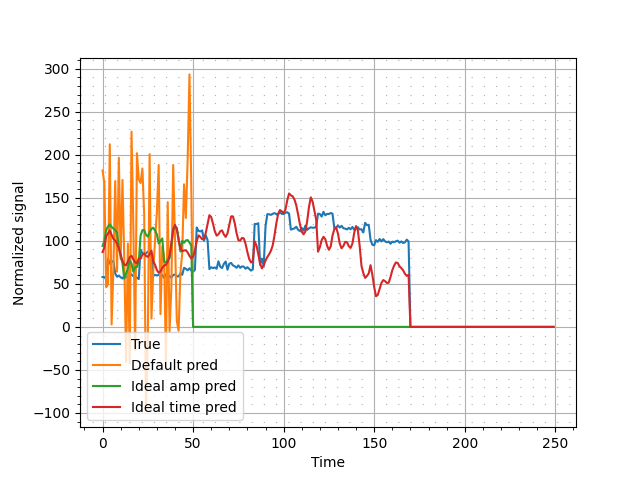 300
250
200
150
100
50
0
−50
−100
Normalized signal
True
Default pred
Ideal amp pred
Ideal time pred
0 50 100 150 200 250
Time